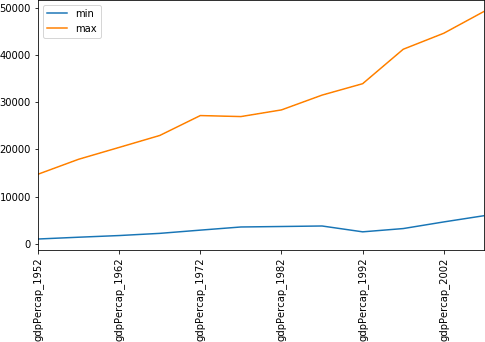 min
max
50000
40000
30000
20000
10000
0
gdpPercap_1952
gdpPercap_1962
gdpPercap_1972
gdpPercap_1982
gdpPercap_1992
gdpPercap_2002